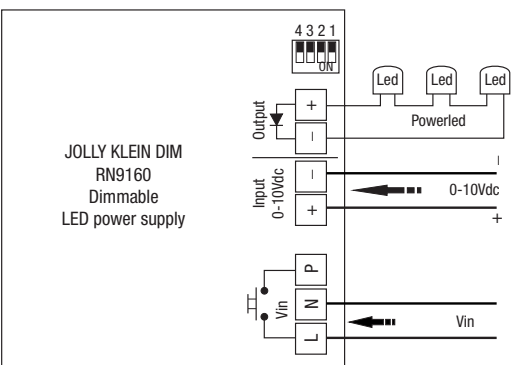 4 3 2 1
ON
Led Led Led
Output
+
−
Powerled
JOLLY KLEIN DIM
RN9160
Dimmable
LED power supply
Input
0-10Vdc
−
+
−
0-10Vdc
+
Vin
P
N
L
Vin